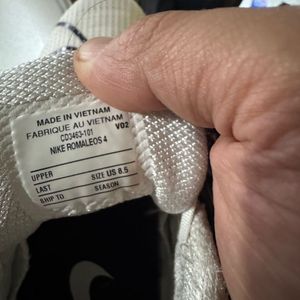 MADE IN VIETNAM
FABRIQUE AU VIETNAM
CD3463-101 V02
NIKE ROMALEOS 4
UPPER SIZE US 8.5
LAST SEASON
SHIP TO